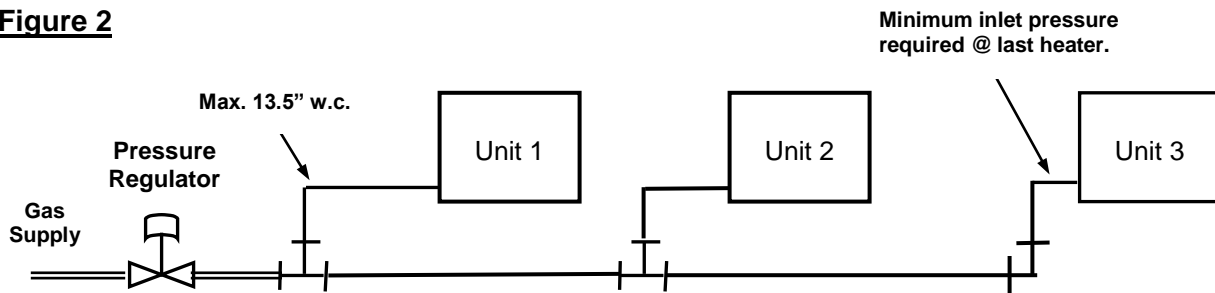 Figure 2
Minimum inlet pressure
required @ last heater.
Max. 13.5” w.c.
Pressure
Regulator
Gas
Supply
Unit 1
Unit 2
Unit 3